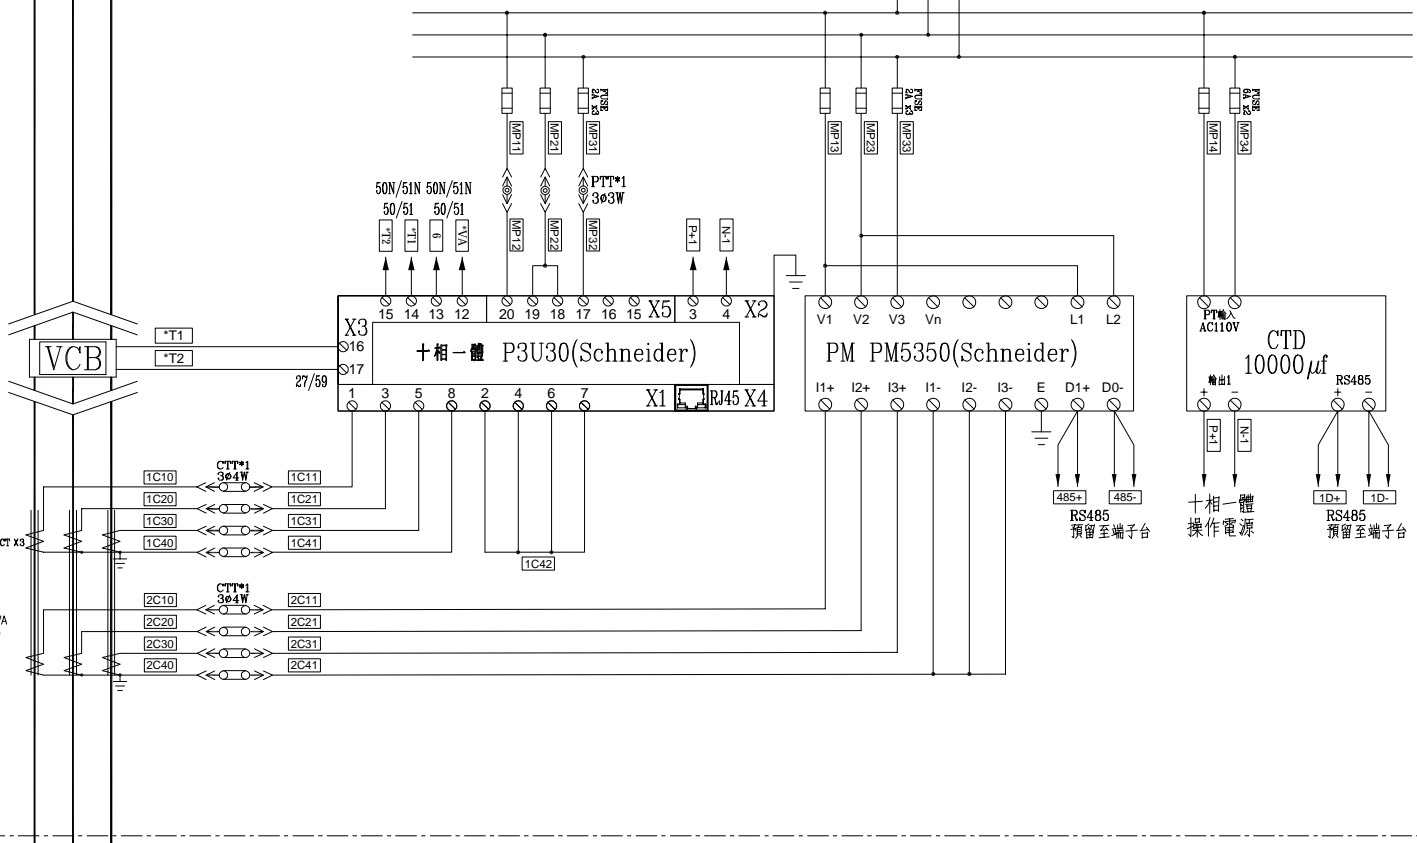 FUSE
2A x3
FUSE
2A x3
FUSE
6A x2
MP11
MP21
MP31
MP13
MP23
MP33
MP14
MP34
PTT*1
3ø3W
50N/51N 50N/51N
50/51 50/51
*T2
*T1
6
*VA
MP12
MP22
MP32
P+1
N-1
15 14 13 12 20 19 18 17 16 15 X5 3 4 X2
V1 V2 V3 Vn L1 L2
PT輸入
AC110V
X3
16
17
十相一體 P3U30(Schneider)
PM PM5350(Schneider)
CTD
10000μf
*T1
*T2
VCB
27/59
1 3 5 8 2 4 6 7 X1 RJ45 X4
I1+ I2+ I3+ I1- I2- I3- E D1+ D0-
輸出1
+ −
RS485
+ −
P+1
N-1
485+
485-
RS485
預留至端子台
十相一體
操作電源
1D+
1D-
RS485
預留至端子台
CTT*1
3ø4W
1C10 1C11
1C20 1C21
1C30 1C31
1C40 1C41
1C42
CT X3
CTT*1
3ø4W
2C10 2C11
2C20 2C21
2C30 2C31
2C40 2C41